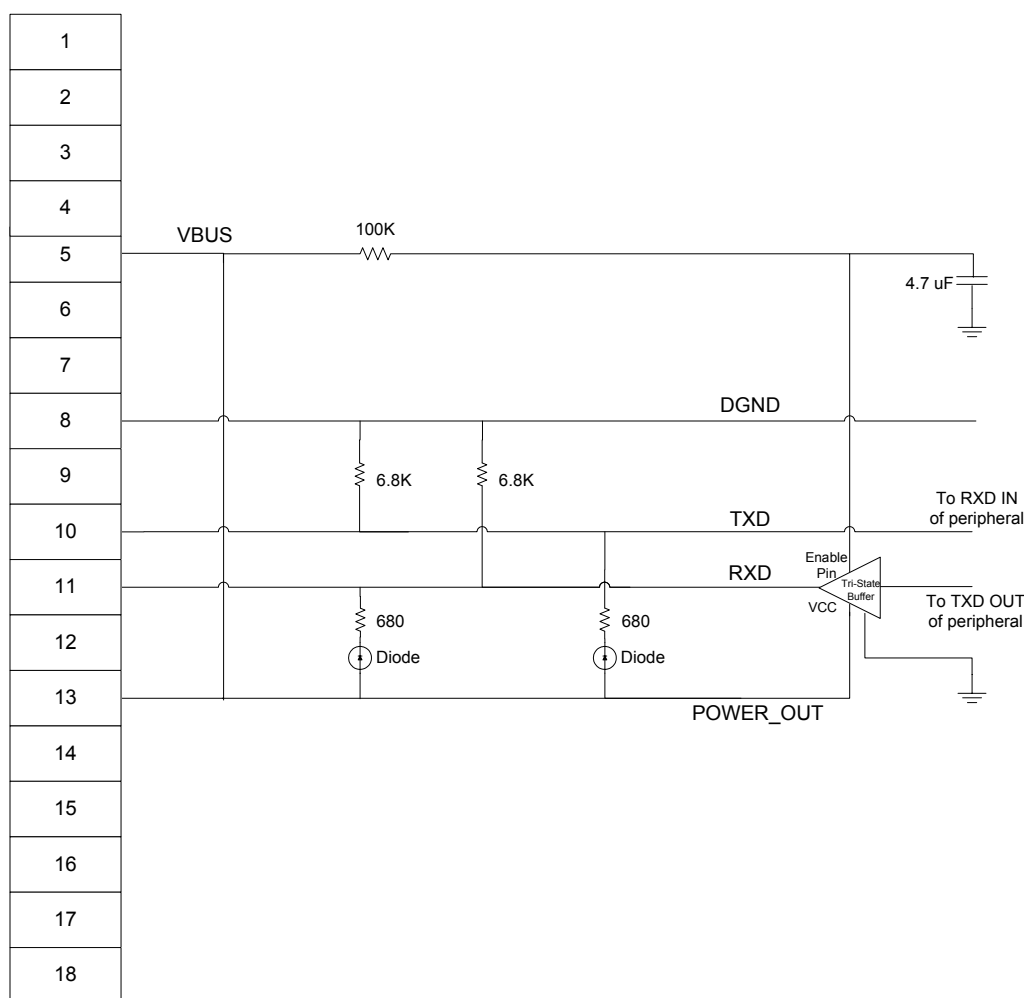 1
2
3
4
VBUS
100K
5
4.7 uF
6
7
DGND
8
9
6.8K
6.8K
To RXD IN
of peripheral
10
TXD
11
RXD
Enable
Pin
Tri-State
Buffer
VCC
To TXD OUT
of peripheral
12
680
680
Diode
Diode
13
POWER_OUT
14
15
16
17
18